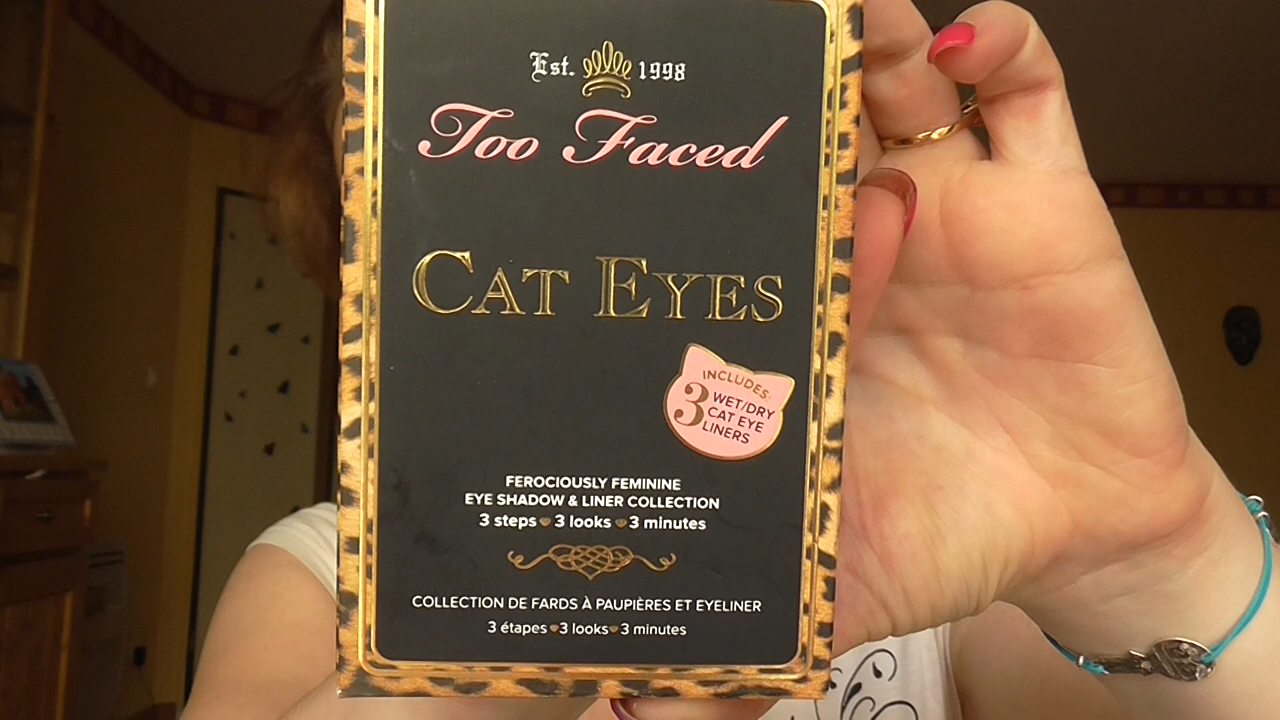 Est. 1998
Too Faced
CAT EYES
INCLUDES:
3 WET/DRY
CAT EYE
LINERS
FEROCIOUSLY FEMININE
EYE SHADOW & LINER COLLECTION
3 steps 3 looks 3 minutes
COLLECTION DE FARDS À PAUPIÈRES ET EYELINER
3 étapes 3 looks 3 minutes